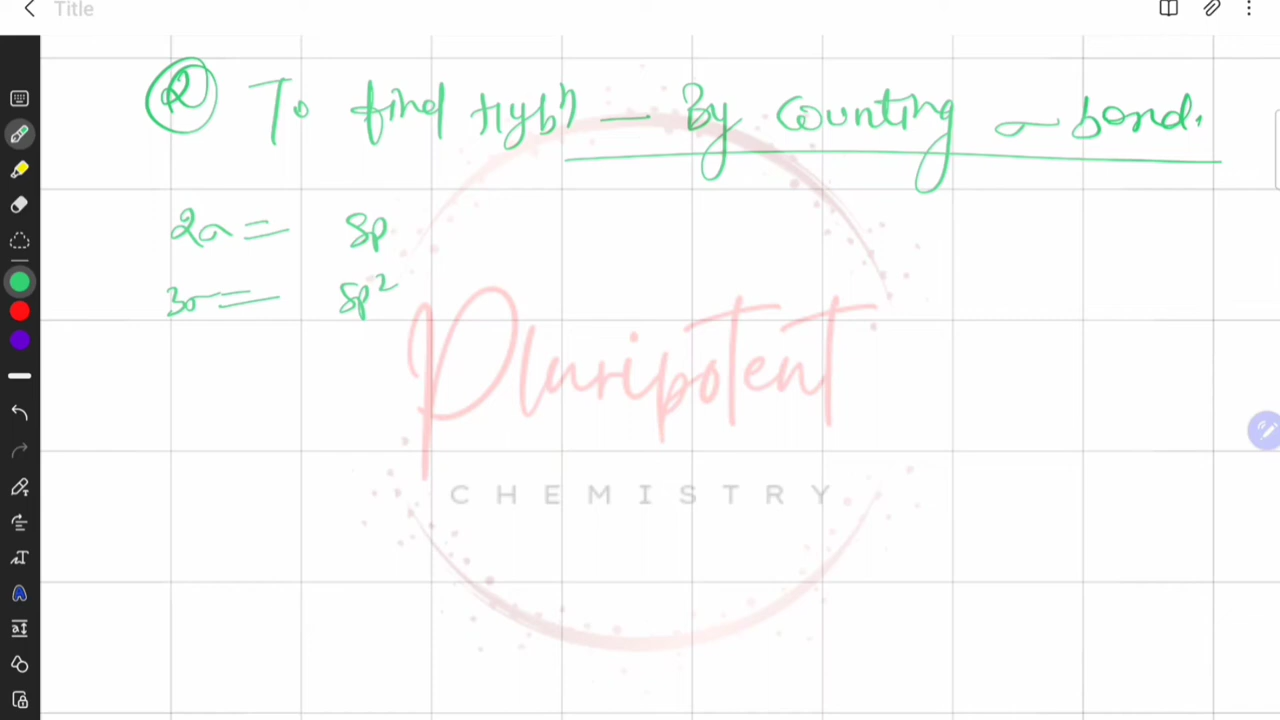 Title
② To find Hybⁿ — By Counting σ bond.
2σ = sp
3σ = sp²
Pluripotent
CHEMISTRY